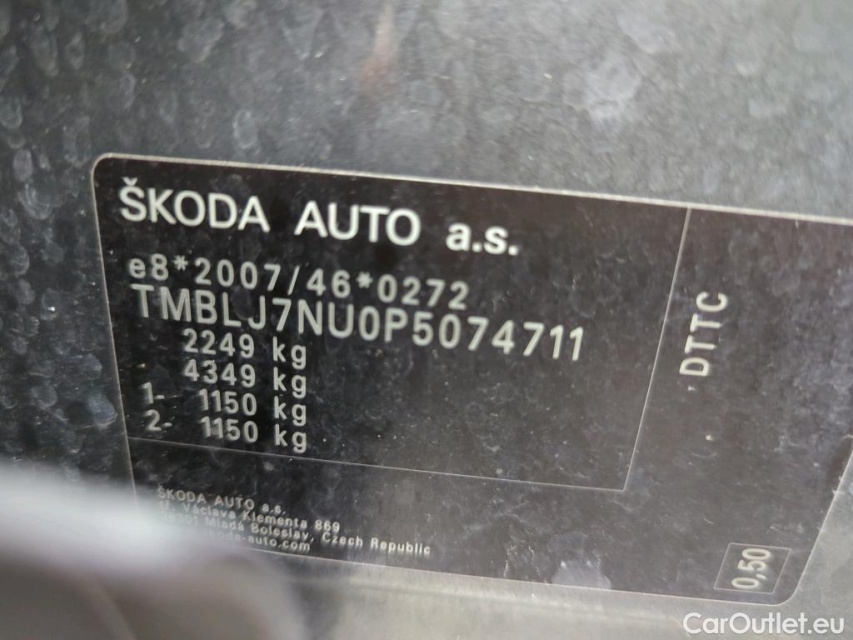 ŠKODA AUTO a.s.
e8*2007/46*0272
TMBLJ7NU0P5074711
2249 kg
4349 kg
1- 1150 kg
2- 1150 kg
DTTC
ŠKODA AUTO a.s.
Václava Klementa 869
Mladá Boleslav, Czech Republic
0,50
CarOutlet.eu